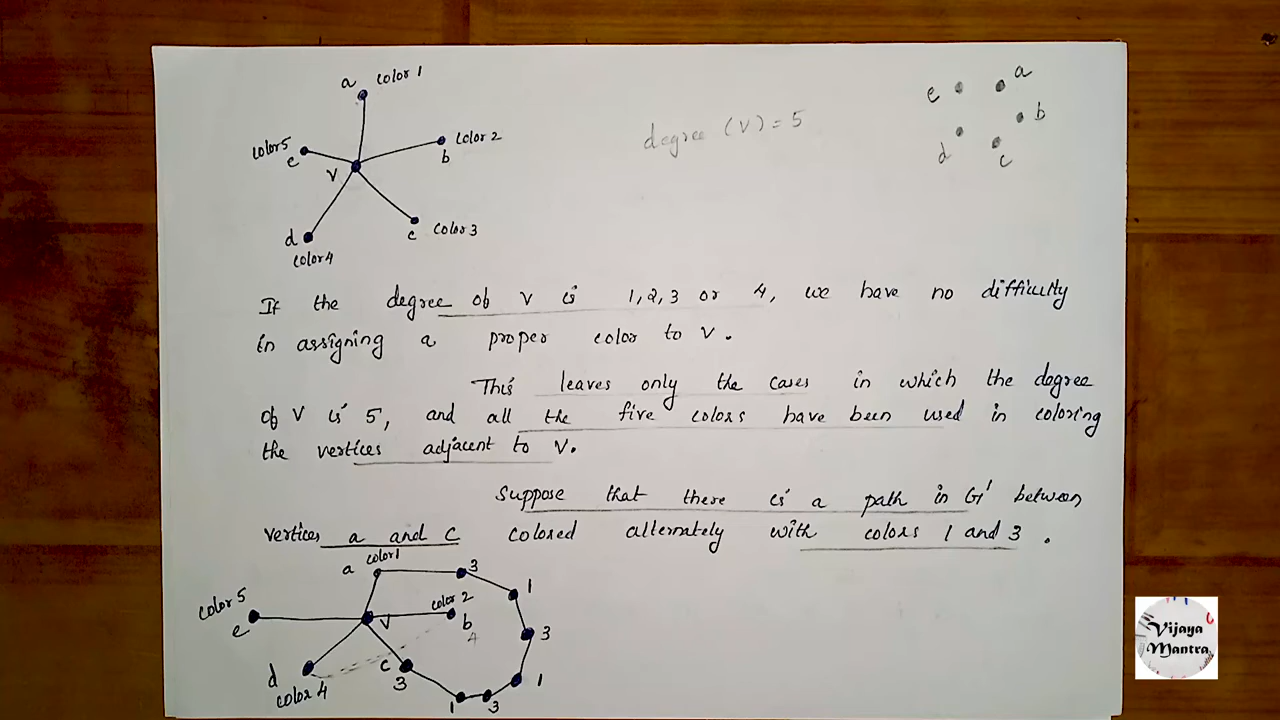 a color 1
color 2
b
color5
e
V
c color 3
d
color 4
degree (V) = 5
e a
b
d
c
If the degree of V is 1, 2, 3 or 4, we have no difficulty
in assigning a proper color to V.
This leaves only the cases in which the degree
of V is 5, and all the five colors have been used in coloring
the vertices adjacent to V.
Suppose that there is a path in G' between
vertices a and c colored alternately with colors 1 and 3.
a color1 3
1
color 5
e
color 2
V b
4
3
d
color 4
c
3
1
1 3
Vijaya
Mantra